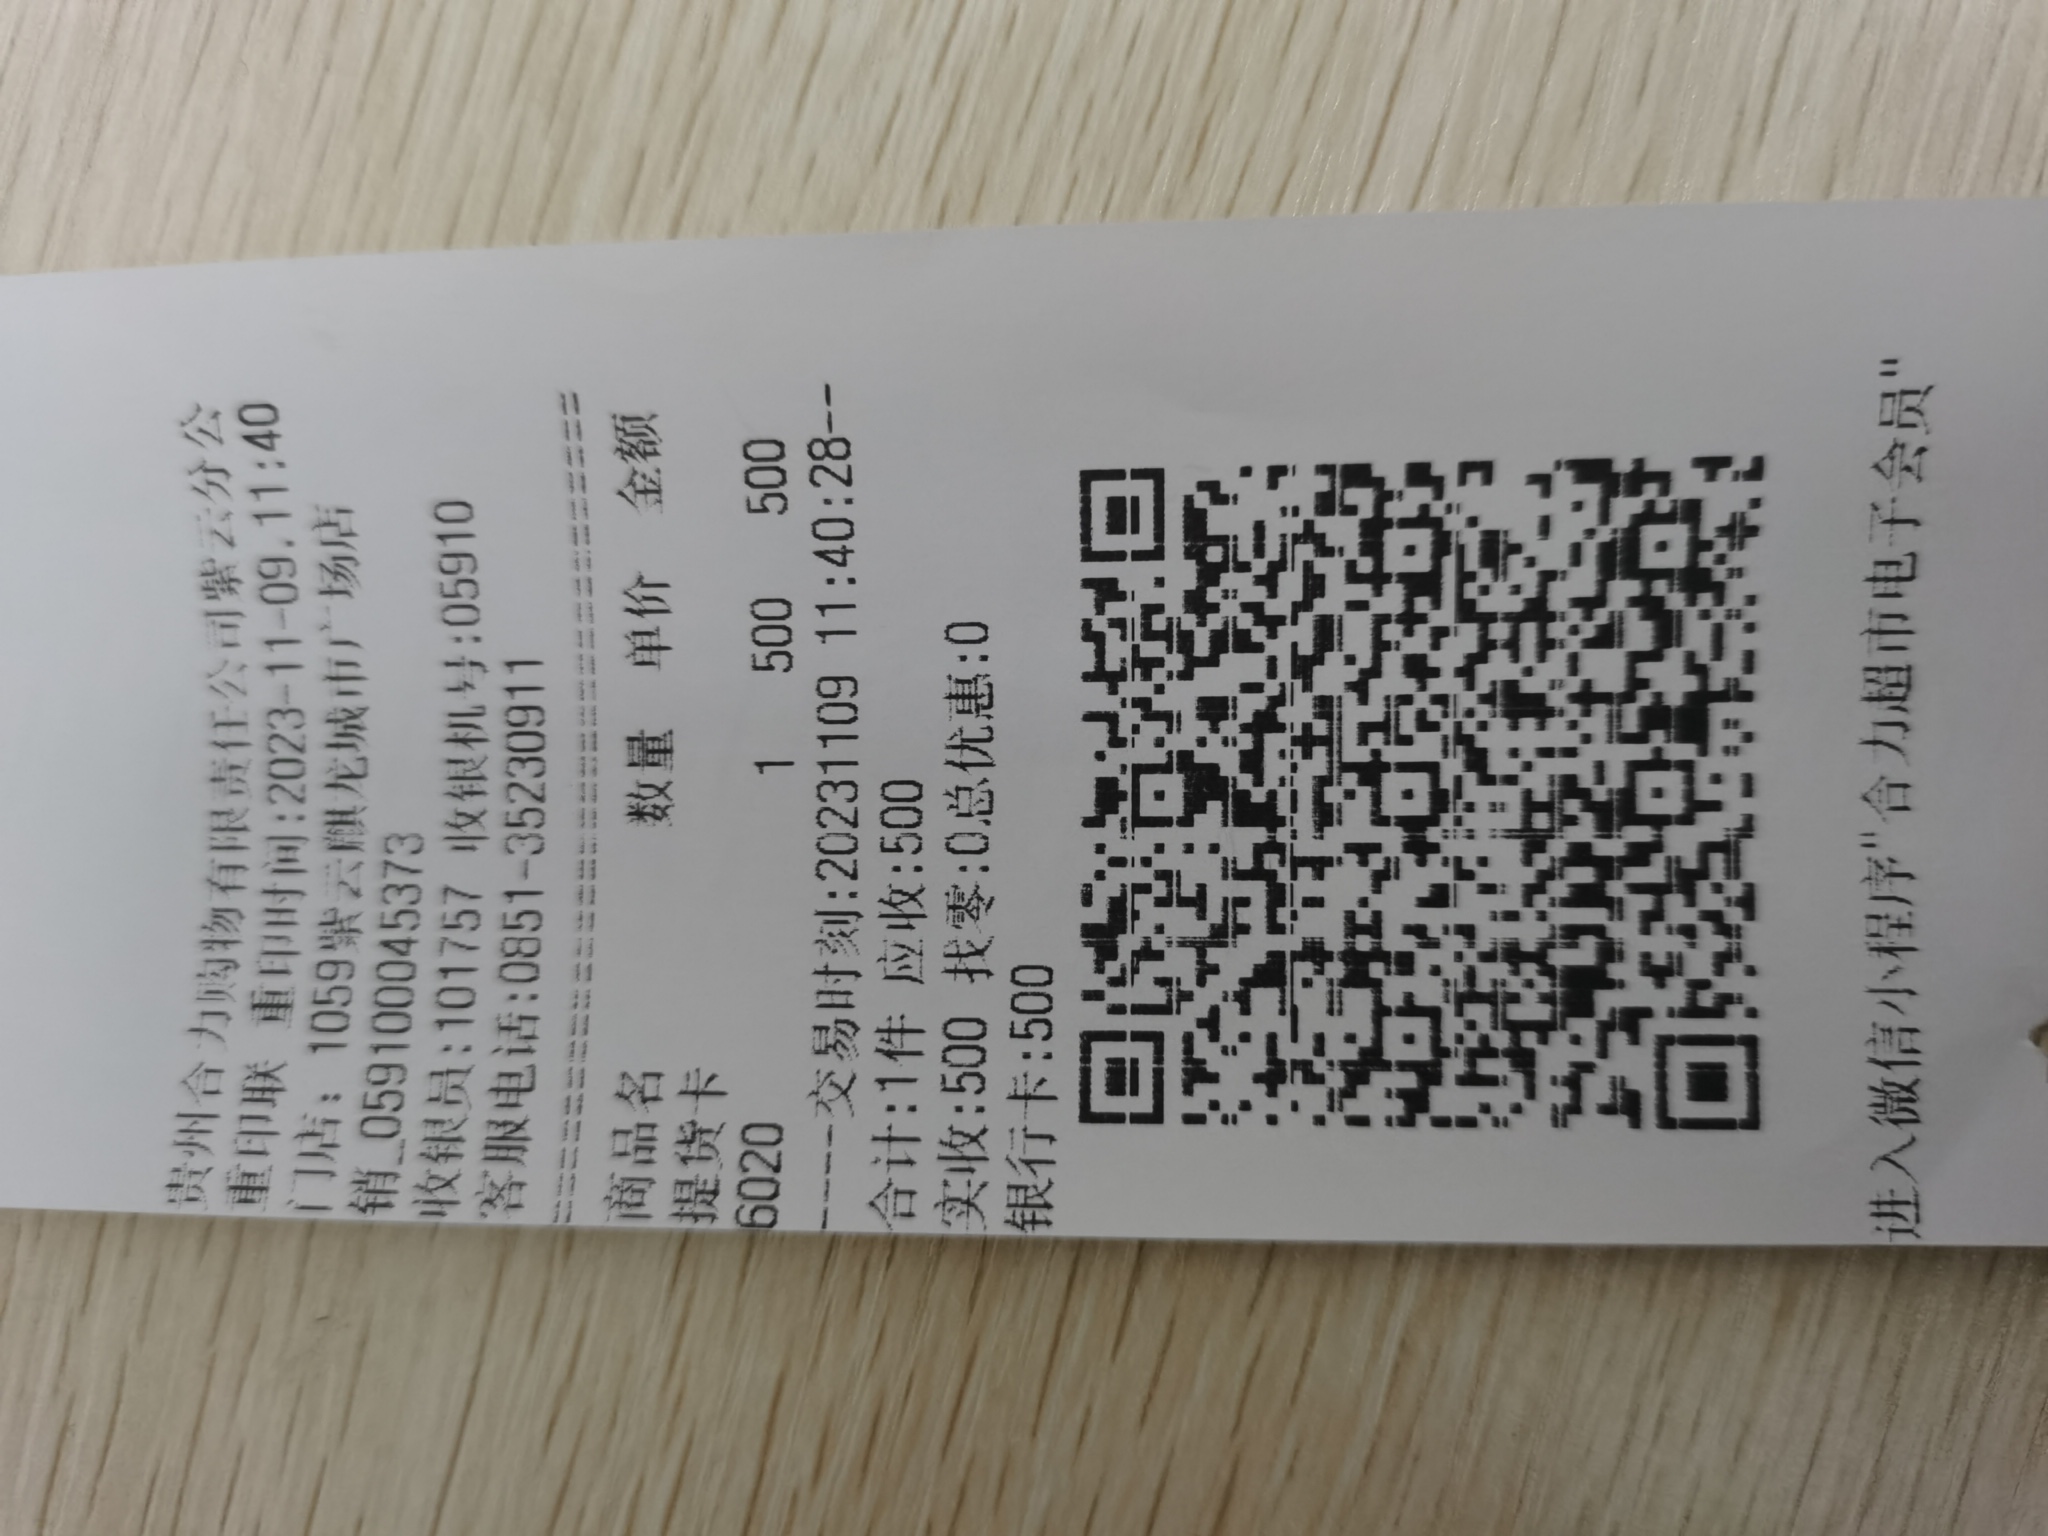 贵州合力购物有限责任公司紫云分公
重印联 重印时间:2023-11-09.11:40
门店: 1059紫云麒龙城市广场店
销_059100045373
收银员:101757 收银机号:05910
客服电话:0851-35230911
================================
商品名 数量 单价 金额
提货卡
6020 1 500 500
-----交易时刻:20231109 11:40:28---
合计:1件 应收:500
实收:500 找零:0总优惠:0
银行卡:500
进入微信小程序"合力超市电子会员"